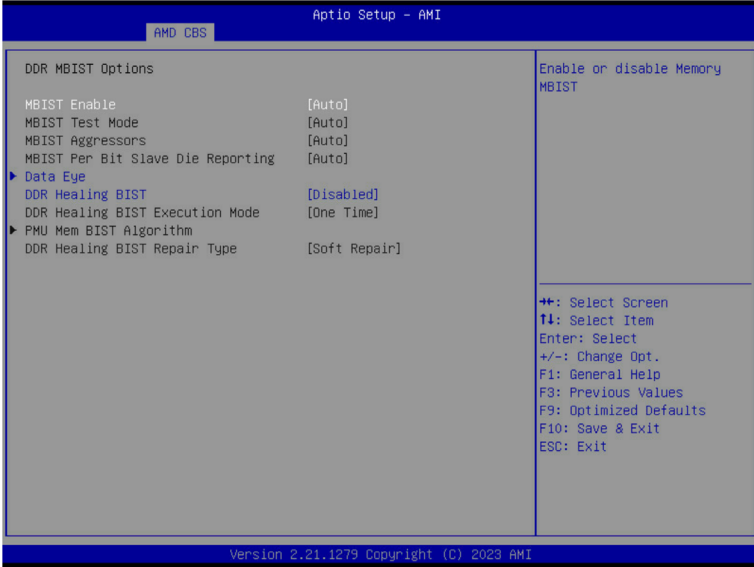 Aptio Setup – AMI
AMD CBS
DDR MBIST Options
MBIST Enable [Auto]
MBIST Test Mode [Auto]
MBIST Aggressors [Auto]
MBIST Per Bit Slave Die Reporting [Auto]
Data Eye
DDR Healing BIST [Disabled]
DDR Healing BIST Execution Mode [One Time]
PMU Mem BIST Algorithm
DDR Healing BIST Repair Type [Soft Repair]
Enable or disable Memory
MBIST
→←: Select Screen
↑↓: Select Item
Enter: Select
+/-: Change Opt.
F1: General Help
F3: Previous Values
F9: Optimized Defaults
F10: Save & Exit
ESC: Exit
Version 2.21.1279 Copyright (C) 2023 AMI